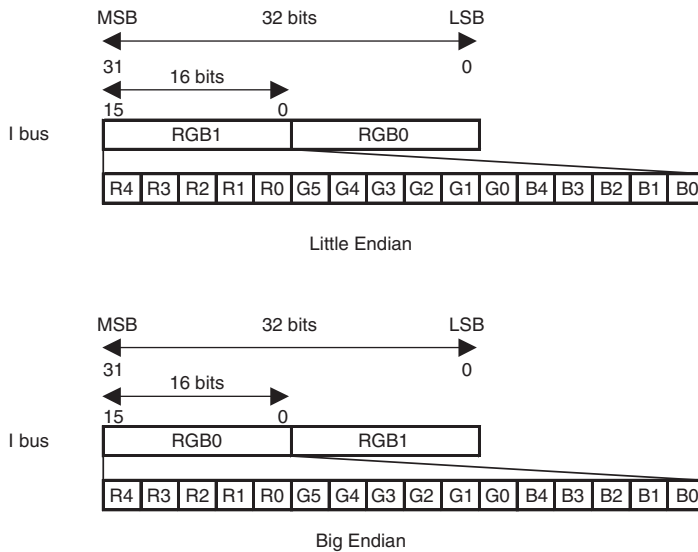 MSB 32 bits LSB
31 0
16 bits
15 0
I bus RGB1 RGB0
R4 R3 R2 R1 R0 G5 G4 G3 G2 G1 G0 B4 B3 B2 B1 B0
Little Endian
MSB 32 bits LSB
31 0
16 bits
15 0
I bus RGB0 RGB1
R4 R3 R2 R1 R0 G5 G4 G3 G2 G1 G0 B4 B3 B2 B1 B0
Big Endian